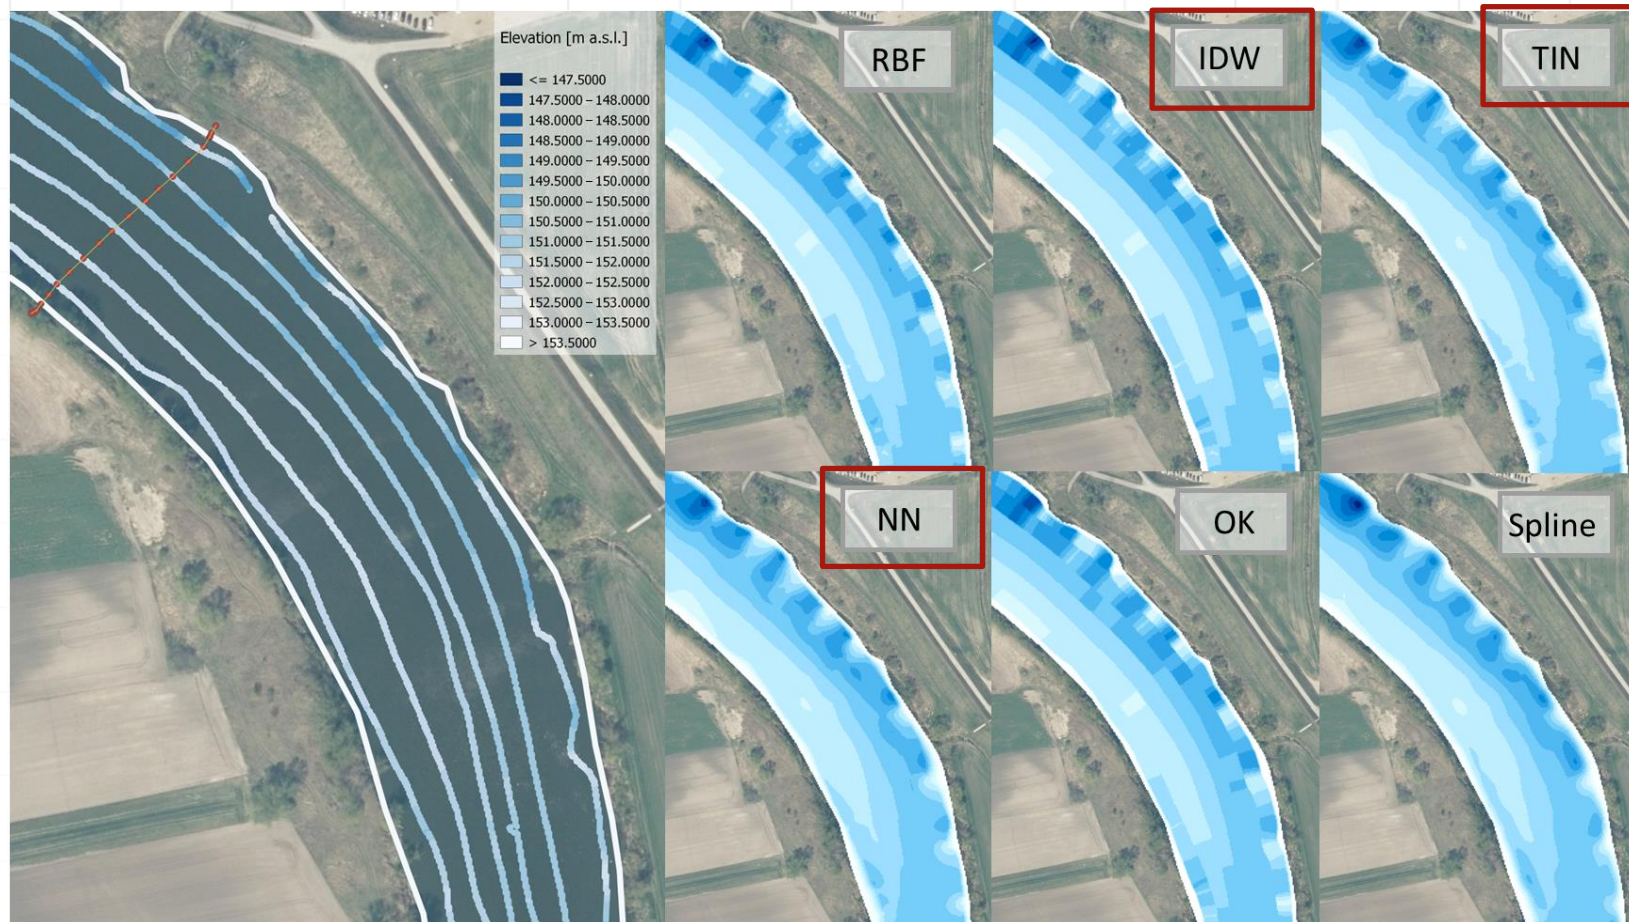 Elevation [m a.s.l.]
<= 147.5000
147.5000 – 148.0000
148.0000 – 148.5000
148.5000 – 149.0000
149.0000 – 149.5000
149.5000 – 150.0000
150.0000 – 150.5000
150.5000 – 151.0000
151.0000 – 151.5000
151.5000 – 152.0000
152.0000 – 152.5000
152.5000 – 153.0000
153.0000 – 153.5000
> 153.5000
RBF
IDW
TIN
NN
OK
Spline